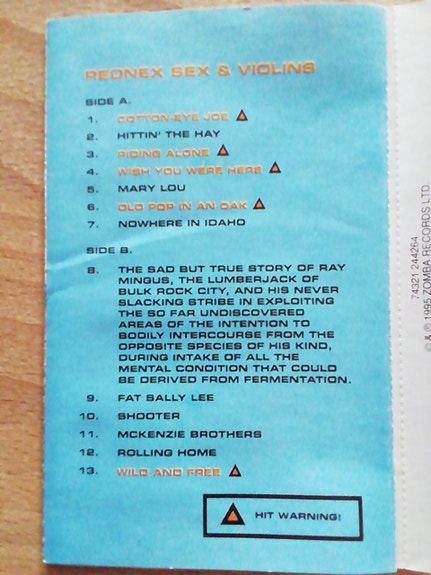 REDNEX SEX & VIOLINS
SIDE A.
1. COTTON-EYE JOE
2. HITTIN' THE HAY
3. RIDING ALONE
4. WISH YOU WERE HERE
5. MARY LOU
6. OLD POP IN AN OAK
7. NOWHERE IN IDAHO
SIDE B.
8. THE SAD BUT TRUE STORY OF RAY
MINGUS, THE LUMBERJACK OF
BULK ROCK CITY, AND HIS NEVER
SLACKING STRIBE IN EXPLOITING
THE SO FAR UNDISCOVERED
AREAS OF THE INTENTION TO
BODILY INTERCOURSE FROM THE
OPPOSITE SPECIES OF HIS KIND,
DURING INTAKE OF ALL THE
MENTAL CONDITION THAT COULD
BE DERIVED FROM FERMENTATION.
9. FAT SALLY LEE
10. SHOOTER
11. MCKENZIE BROTHERS
12. ROLLING HOME
13. WILD AND FREE
HIT WARNING!
74321 244264
© & ℗ 1995 ZOMBA RECORDS LTD